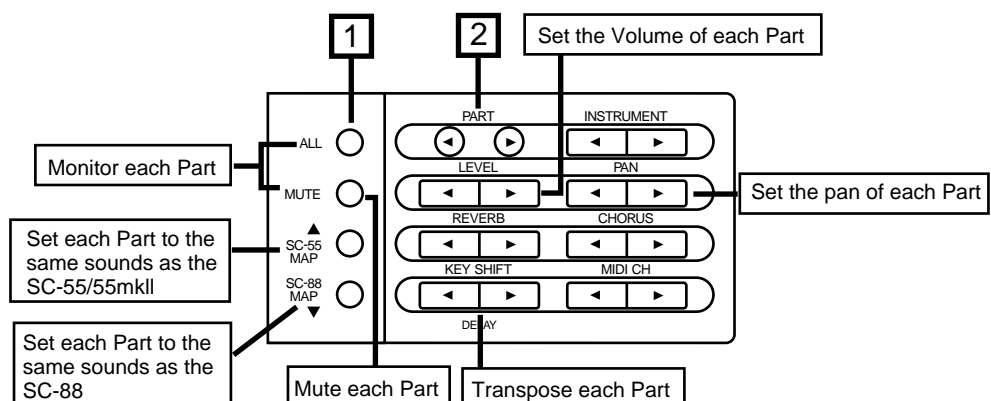 1
2
Set the Volume of each Part
PART
INSTRUMENT
ALL
LEVEL
PAN
Monitor each Part
MUTE
Set the pan of each Part
REVERB
CHORUS
Set each Part to the
same sounds as the
SC-55/55mkII
SC-55
MAP
KEY SHIFT
MIDI CH
SC-88
MAP
DELAY
Set each Part to the
same sounds as the
SC-88
Mute each Part
Transpose each Part